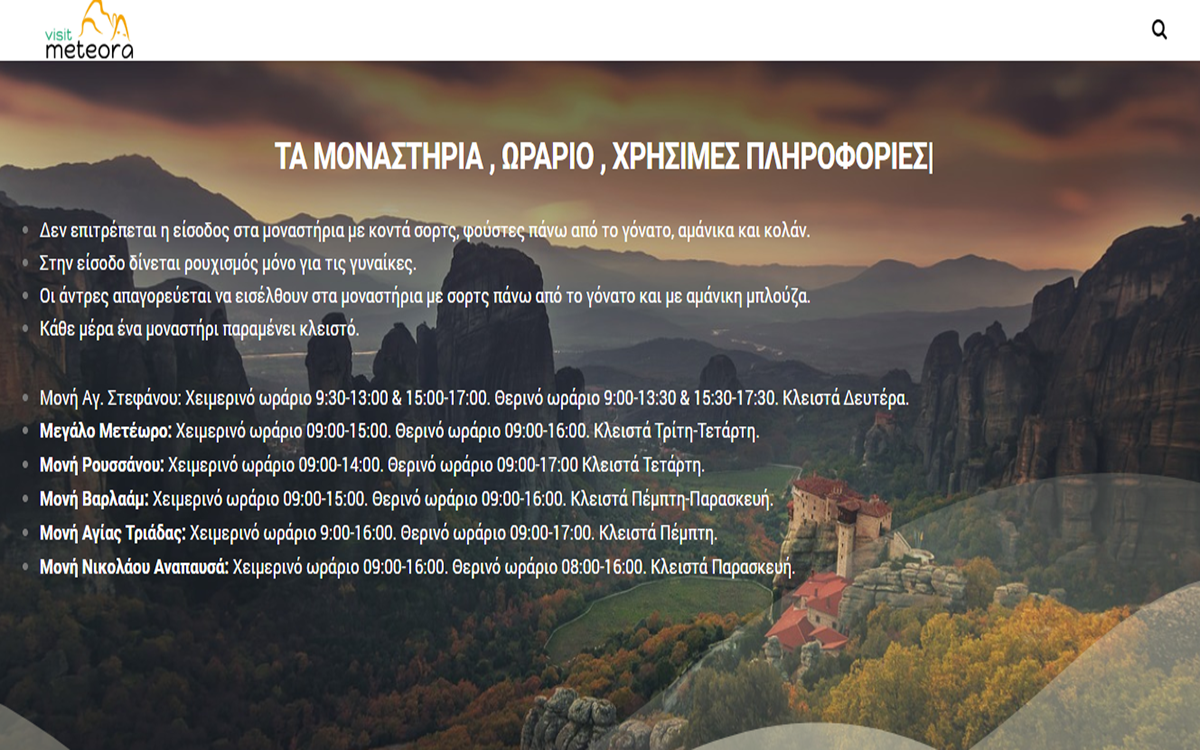 visit
meteora
ΤΑ ΜΟΝΑΣΤΗΡΙΑ , ΩΡΑΡΙΟ , ΧΡΗΣΙΜΕΣ ΠΛΗΡΟΦΟΡΙΕΣ|
Δεν επιτρέπεται η είσοδος στα μοναστήρια με κοντά σορτς, φούστες πάνω από το γόνατο, αμάνικα και κολάν.
Στην είσοδο δίνεται ρουχισμός μόνο για τις γυναίκες.
Οι άντρες απαγορεύεται να εισέλθουν στα μοναστήρια με σορτς πάνω από το γόνατο και με αμάνικη μπλούζα.
Κάθε μέρα ένα μοναστήρι παραμένει κλειστό.
Μονή Αγ. Στεφάνου: Χειμερινό ωράριο 9:30-13:00 & 15:00-17:00. Θερινό ωράριο 9:00-13:30 & 15:30-17:30. Κλειστά Δευτέρα.
Μεγάλο Μετέωρο: Χειμερινό ωράριο 09:00-15:00. Θερινό ωράριο 09:00-16:00. Κλειστά Τρίτη-Τετάρτη.
Μονή Ρουσσάνου: Χειμερινό ωράριο 09:00-14:00. Θερινό ωράριο 09:00-17:00 Κλειστά Τετάρτη.
Μονή Βαρλαάμ: Χειμερινό ωράριο 09:00-15:00. Θερινό ωράριο 09:00-16:00. Κλειστά Πέμπτη-Παρασκευή.
Μονή Αγίας Τριάδας: Χειμερινό ωράριο 9:00-16:00. Θερινό ωράριο 09:00-17:00. Κλειστά Πέμπτη.
Μονή Νικολάου Αναπαυσά: Χειμερινό ωράριο 09:00-16:00. Θερινό ωράριο 08:00-16:00. Κλειστά Παρασκευή.